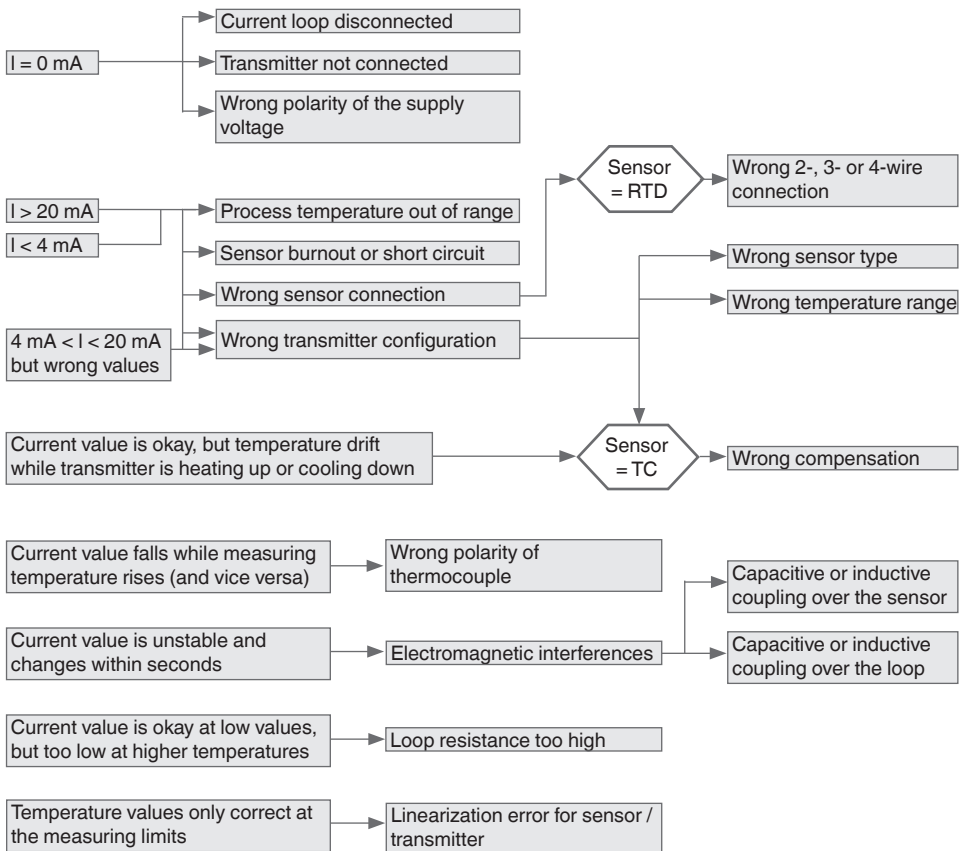 I = 0 mA
Current loop disconnected
Transmitter not connected
Wrong polarity of the supply
voltage
I > 20 mA
I < 4 mA
4 mA < I < 20 mA
but wrong values
Process temperature out of range
Sensor burnout or short circuit
Wrong sensor connection
Wrong transmitter configuration
Sensor
= RTD
Wrong 2-, 3- or 4-wire
connection
Wrong sensor type
Wrong temperature range
Current value is okay, but temperature drift
while transmitter is heating up or cooling down
Sensor
= TC
Wrong compensation
Current value falls while measuring
temperature rises (and vice versa)
Wrong polarity of
thermocouple
Current value is unstable and
changes within seconds
Electromagnetic interferences
Capacitive or inductive
coupling over the sensor
Capacitive or inductive
coupling over the loop
Current value is okay at low values,
but too low at higher temperatures
Loop resistance too high
Temperature values only correct at
the measuring limits
Linearization error for sensor /
transmitter